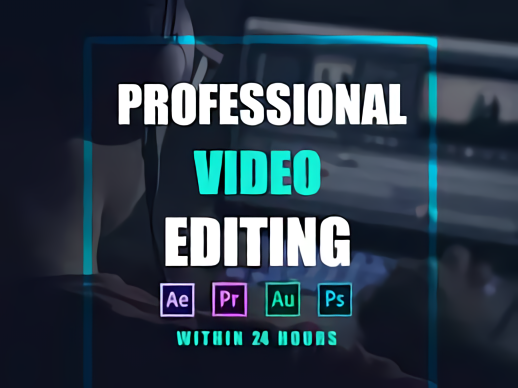 PROFESSIONAL
VIDEO
EDITING
Ae Pr Au Ps
WITHIN 24 HOURS